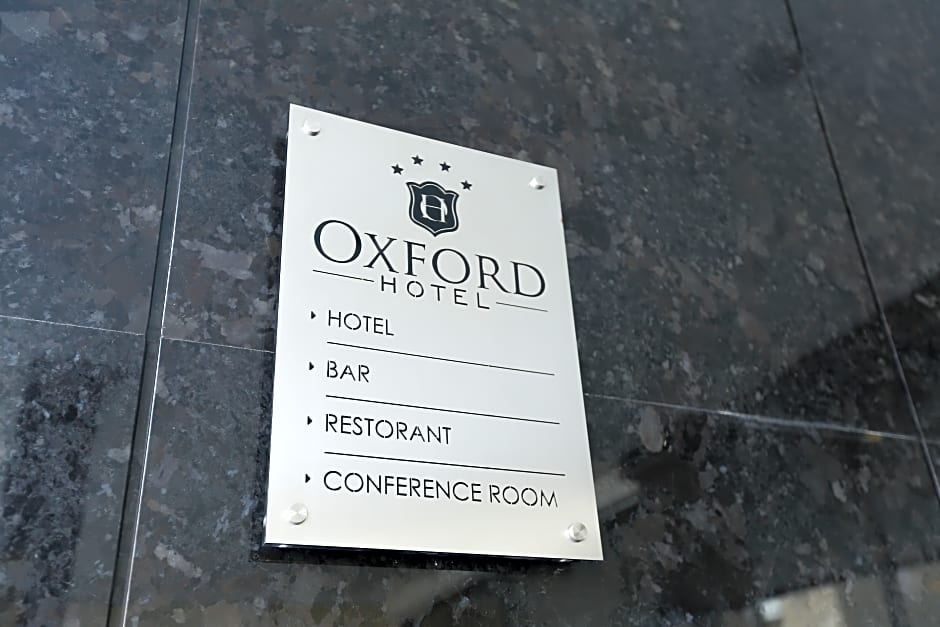 H
OXFORD
HOTEL
HOTEL
BAR
RESTORANT
CONFERENCE ROOM